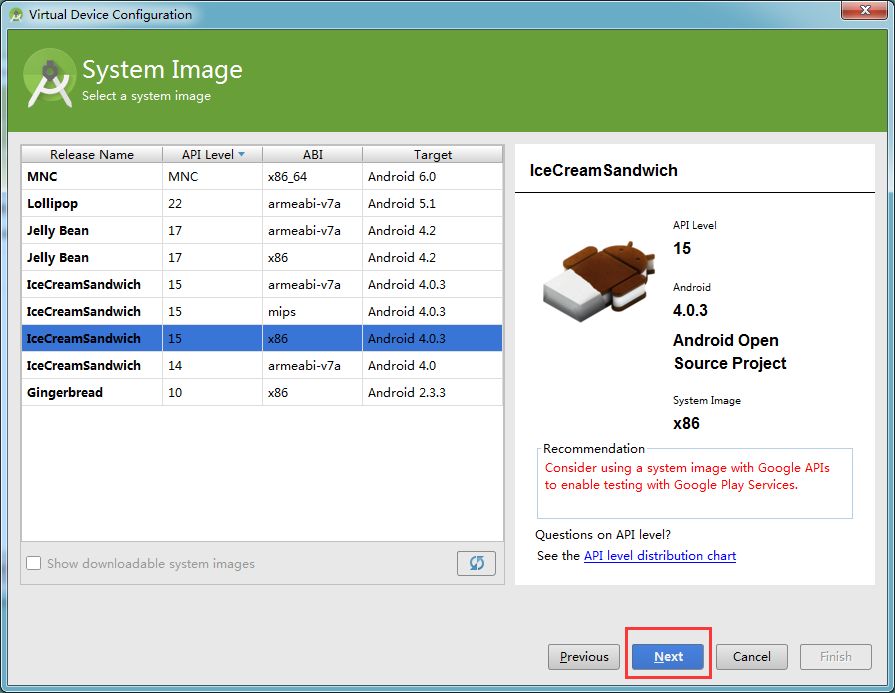 Virtual Device Configuration
System Image
Select a system image
Release Name API Level ABI Target
MNC MNC x86_64 Android 6.0
Lollipop 22 armeabi-v7a Android 5.1
Jelly Bean 17 armeabi-v7a Android 4.2
Jelly Bean 17 x86 Android 4.2
IceCreamSandwich 15 armeabi-v7a Android 4.0.3
IceCreamSandwich 15 mips Android 4.0.3
IceCreamSandwich 15 x86 Android 4.0.3
IceCreamSandwich 14 armeabi-v7a Android 4.0
Gingerbread 10 x86 Android 2.3.3
Show downloadable system images
IceCreamSandwich
API Level
15
Android
4.0.3
Android Open
Source Project
System Image
x86
Recommendation
Consider using a system image with Google APIs
to enable testing with Google Play Services.
Questions on API level?
See the API level distribution chart
Previous Next Cancel Finish